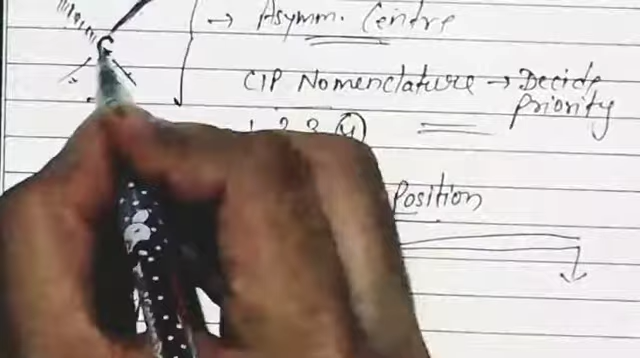 C → Asymm. Centre
CIP Nomenclature → Decide
Priority
1 2 3 4
Position